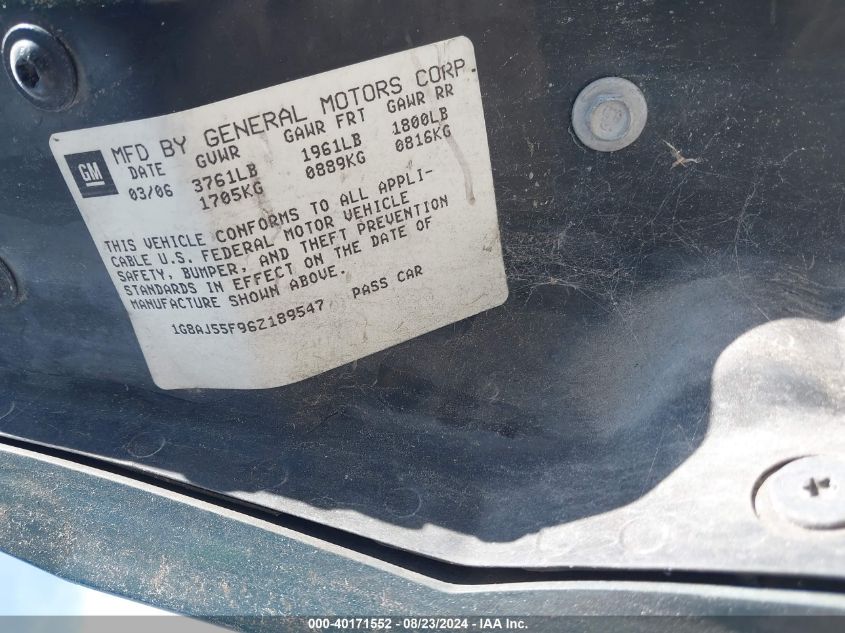 GM
MFD BY GENERAL MOTORS CORP
DATE GVWR GAWR FRT GAWR RR
03/06 3761LB 1961LB 1800LB
1705KG 0889KG 0816KG
THIS VEHICLE CONFORMS TO ALL APPLI-
CABLE U.S. FEDERAL MOTOR VEHICLE
SAFETY, BUMPER, AND THEFT PREVENTION
STANDARDS IN EFFECT ON THE DATE OF
MANUFACTURE SHOWN ABOVE.
1G8AJ55F96Z189547 PASS CAR
000-40171552 - 08/23/2024 - IAA Inc.